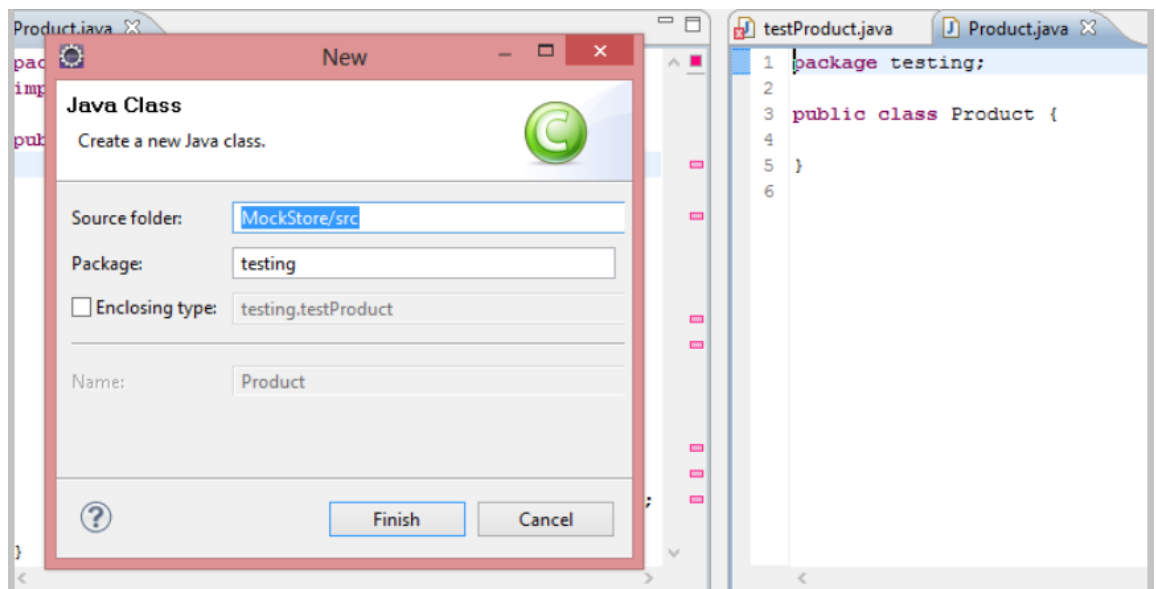 Product.java
pac
imp
pub
;
}
New
Java Class
Create a new Java class.
C
Source folder: MockStore/src
Package: testing
Enclosing type: testing.testProduct
Name: Product
?
Finish Cancel
testProduct.java Product.java
1 package testing;
2
3 public class Product {
4
5 }
6